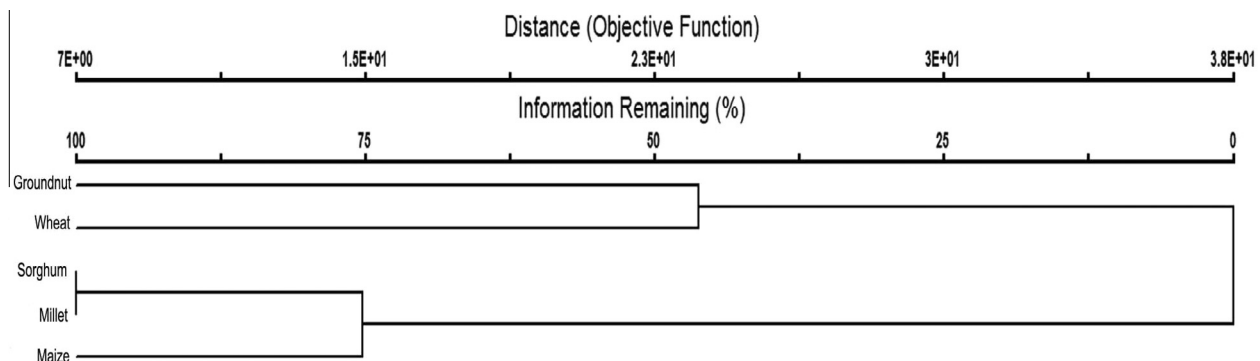 Distance (Objective Function)
7E+00 1.5E+01 2.3E+01 3E+01 3.8E+01
Information Remaining (%)
100 75 50 25 0
Groundnut
Wheat
Sorghum
Millet
Maize